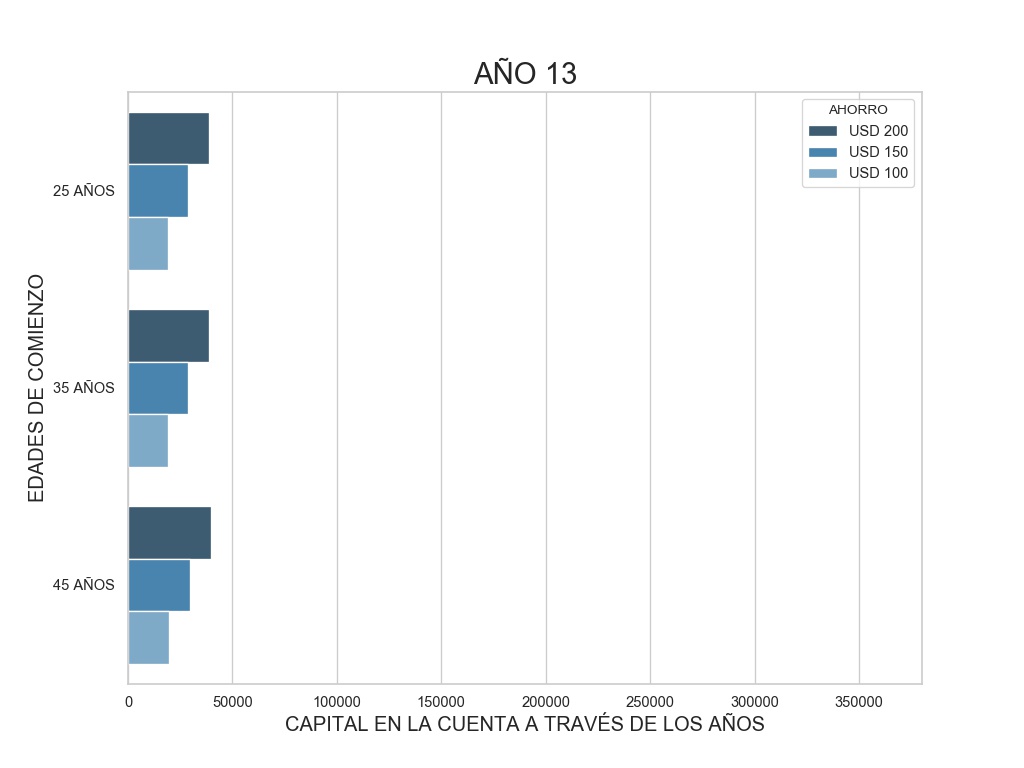 AÑO 13
AHORRO
USD 200
USD 150
USD 100
EDADES DE COMIENZO
25 AÑOS
35 AÑOS
45 AÑOS
0 50000 100000 150000 200000 250000 300000 350000
CAPITAL EN LA CUENTA A TRAVÉS DE LOS AÑOS